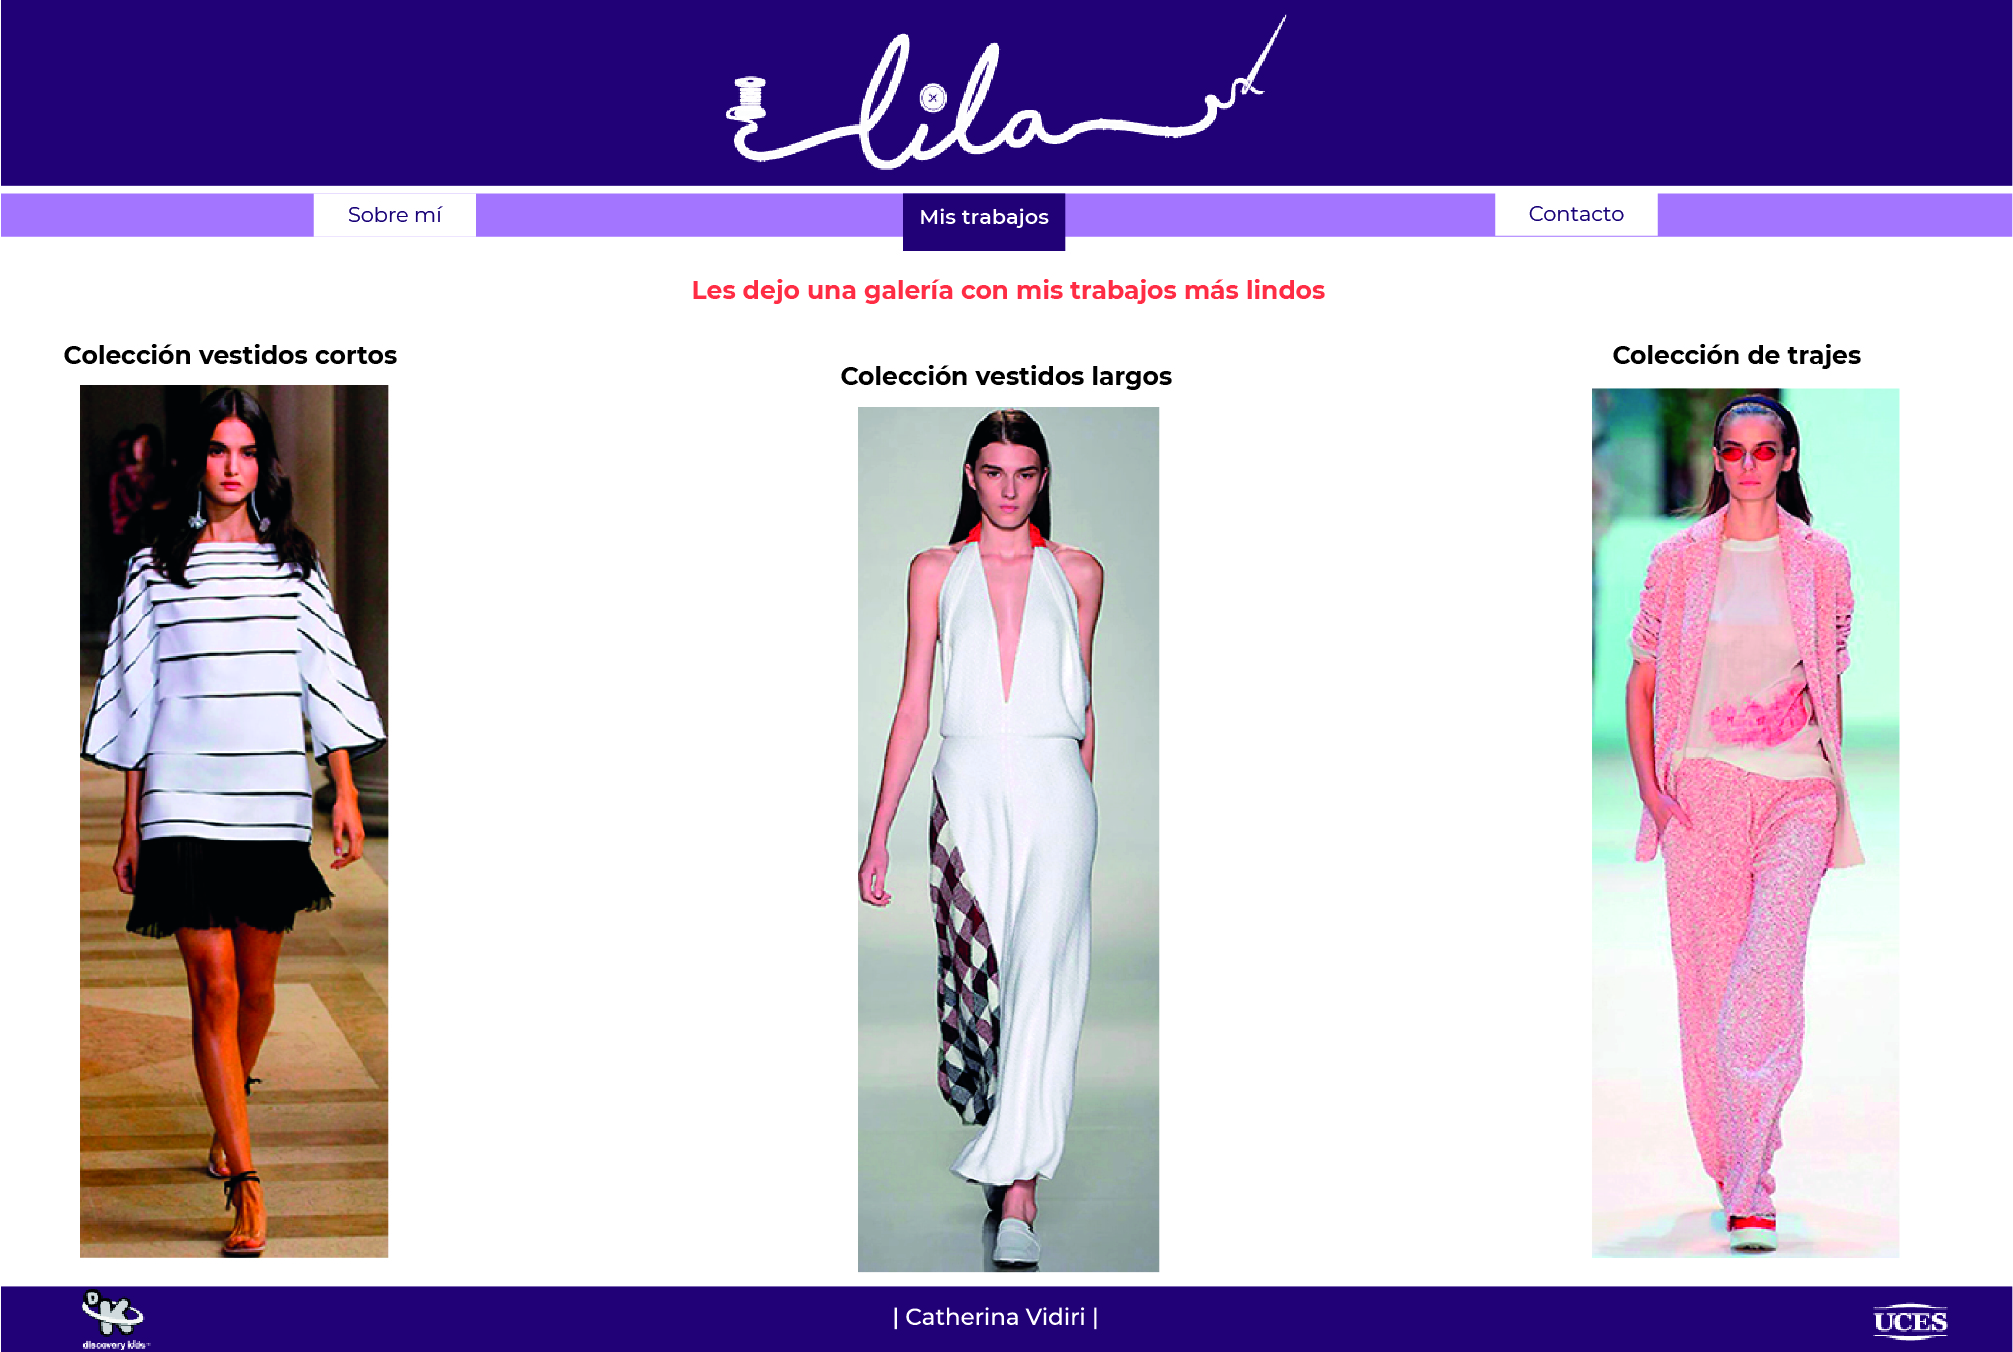 lila
Sobre mí
Mis trabajos
Contacto
Les dejo una galería con mis trabajos más lindos
Colección vestidos cortos
Colección vestidos largos
Colección de trajes
DK
discovery kids
| Catherina Vidiri |
UCES